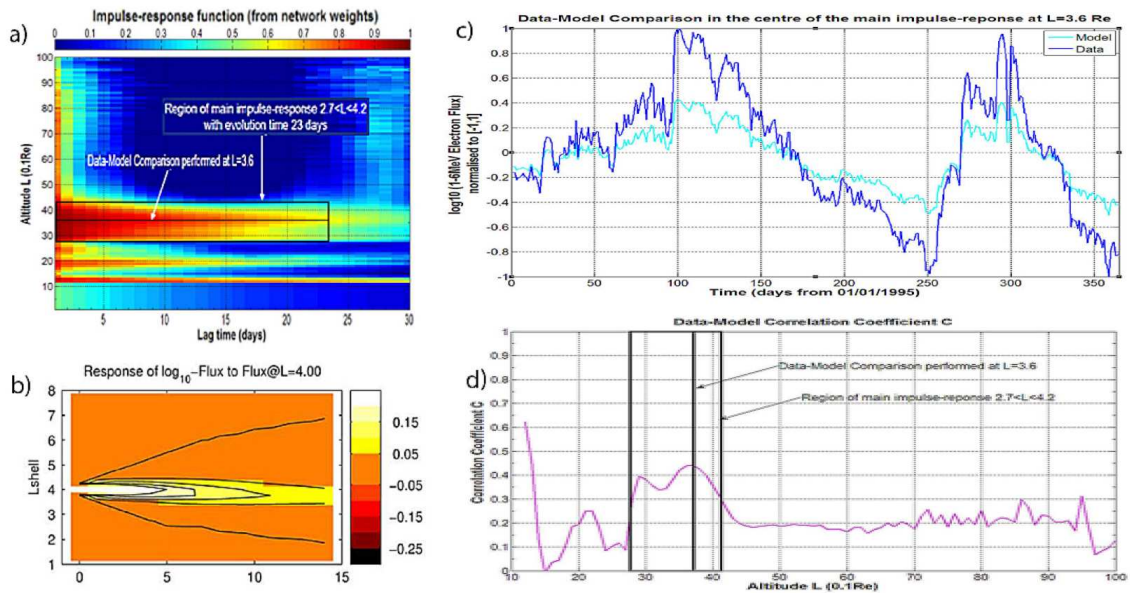 a)
Impulse-response function (from network weights)
0 0.1 0.2 0.3 0.4 0.5 0.6 0.7 0.8 0.9 1
Altitude L (0.1Re)
100
90
80
70
60
50
40
30
20
10
Region of main impulse-response 2.7<L<4.2
with evolution time 23 days
Data-Model Comparison performed at L=3.6
5 10 15 20 25 30
Lag time (days)
b)
Response of log10-Flux to Flux@L=4.00
Lshell
8
7
6
5
4
3
2
1
0 5 10 15
0.15
0.05
-0.05
-0.15
-0.25
c)
Data-Model Comparison in the centre of the main impulse-reponse at L=3.6 Re
Model
Data
log10 (1-8MeV Electron Flux)
normalised to [-1,1]
1
0.8
0.6
0.4
0.2
0
-0.2
-0.4
-0.6
-0.8
-1
0 50 100 150 200 250 300 350
Time (days from 01/01/1995)
d)
Data-Model Correlation Coefficient C
Correlation Coefficient C
1
0.9
0.8
0.7
0.6
0.5
0.4
0.3
0.2
0.1
0
Data-Model Comparison performed at L=3.6
Region of main impulse-reponse 2.7<L<4.2
10 20 30 40 50 60 70 80 90 100
Altitude L (0.1Re)